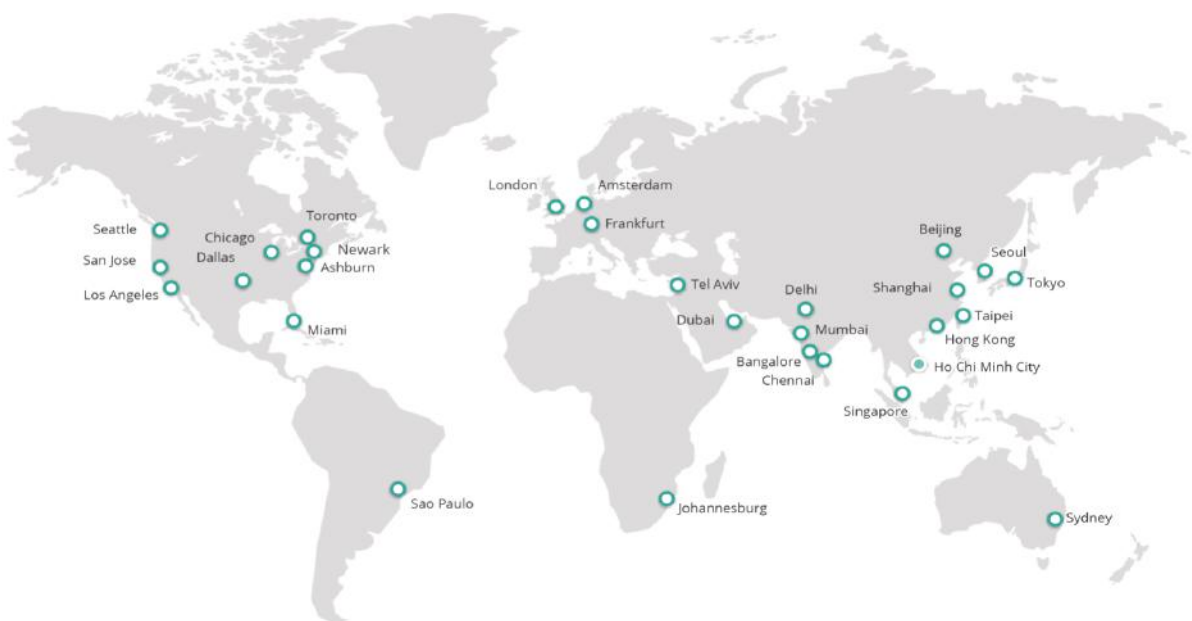 London
Amsterdam
Frankfurt
Seattle
Toronto
Chicago
Newark
Dallas
Ashburn
San Jose
Los Angeles
Miami
Beijing
Seoul
Tokyo
Shanghai
Tel Aviv
Delhi
Dubai
Mumbai
Taipei
Hong Kong
Bangalore
Chennai
Ho Chi Minh City
Singapore
Sao Paulo
Johannesburg
Sydney